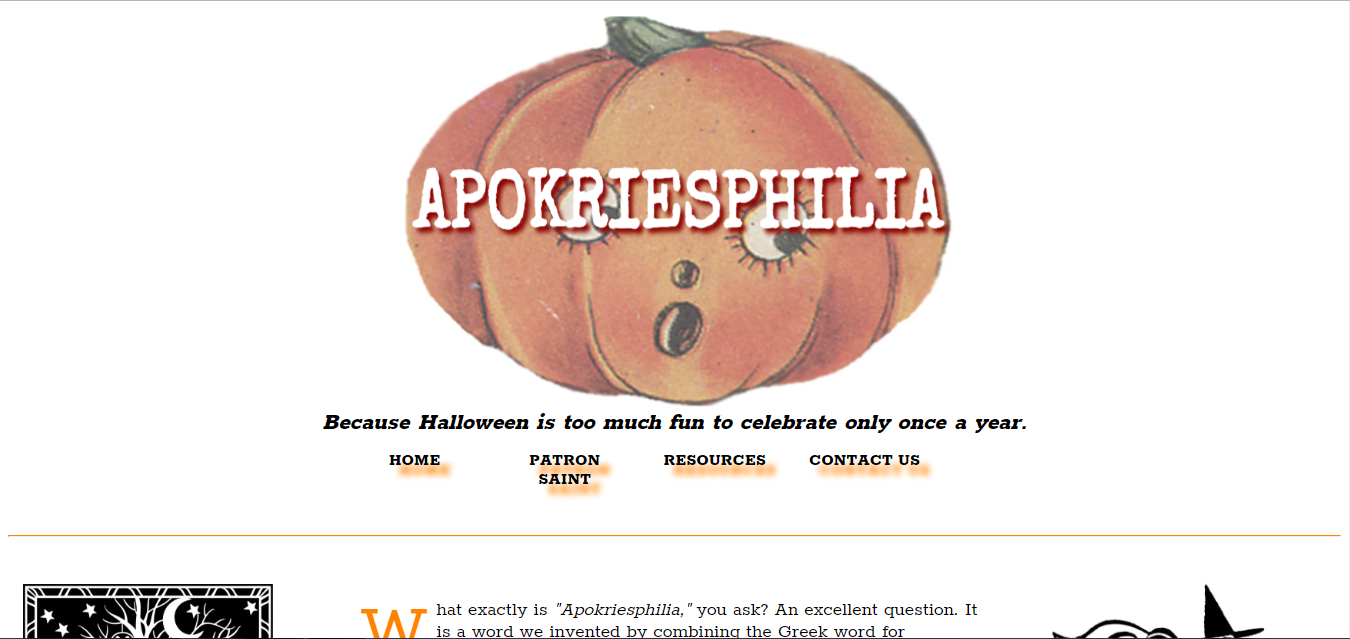 APOKRIESPHILIA
Because Halloween is too much fun to celebrate only once a year.
HOME PATRON RESOURCES CONTACT US
SAINT
What exactly is "Apokriesphilia," you ask? An excellent question. It
is a word we invented by combining the Greek word for